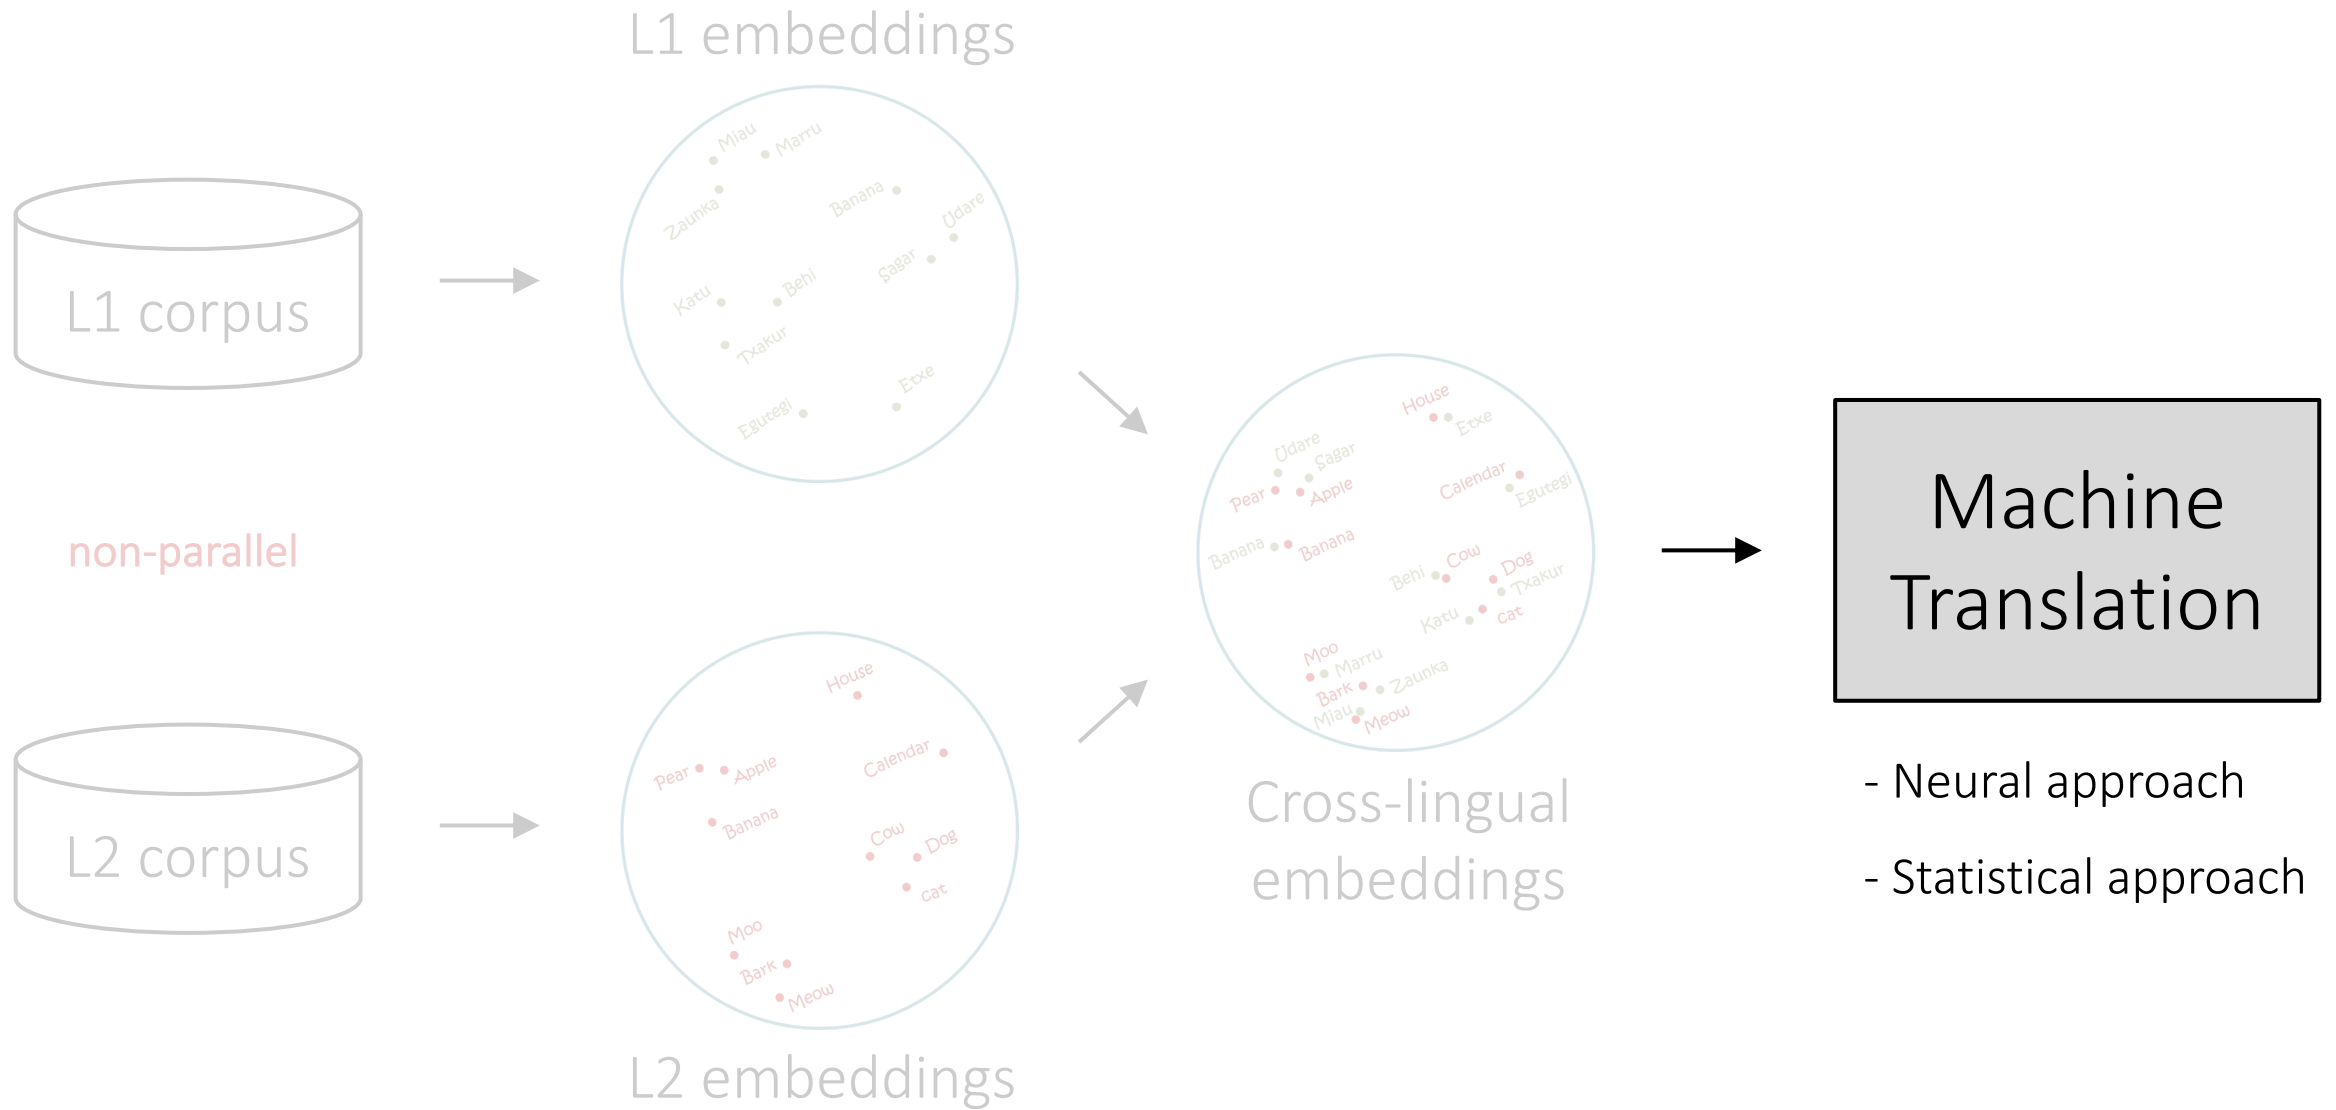 L1 embeddings
Miau
Marru
Zaunka
Banana
Udare
Sagar
Katu
Behi
Txakur
Etxe
Egutegi
L1 corpus
non-parallel
L2 corpus
House
Pear
Apple
Calendar
Banana
Cow
Dog
cat
Moo
Bark
Meow
L2 embeddings
House
Etxe
Udare
Sagar
Pear
Apple
Calendar
Egutegi
Banana
Banana
Behi
Cow
Dog
Txakur
Katu
cat
Moo
Marru
Bark
Zaunka
Miau
Meow
Cross-lingual
embeddings
Machine
Translation
- Neural approach
- Statistical approach